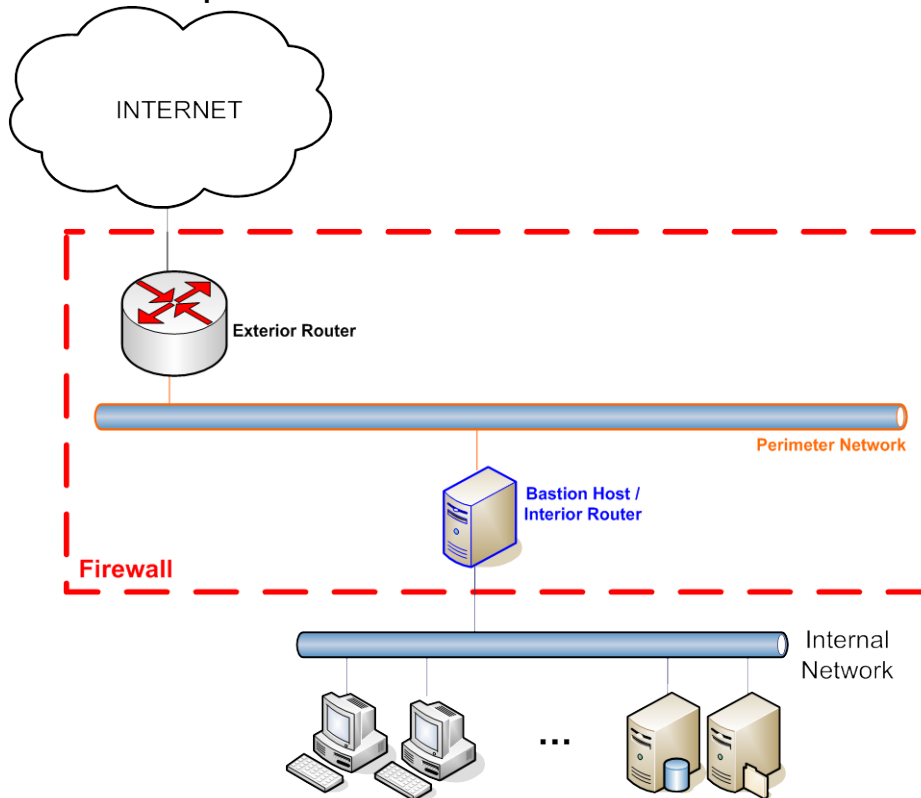 INTERNET
Exterior Router
Perimeter Network
Bastion Host /
Interior Router
Firewall
Internal
Network
...